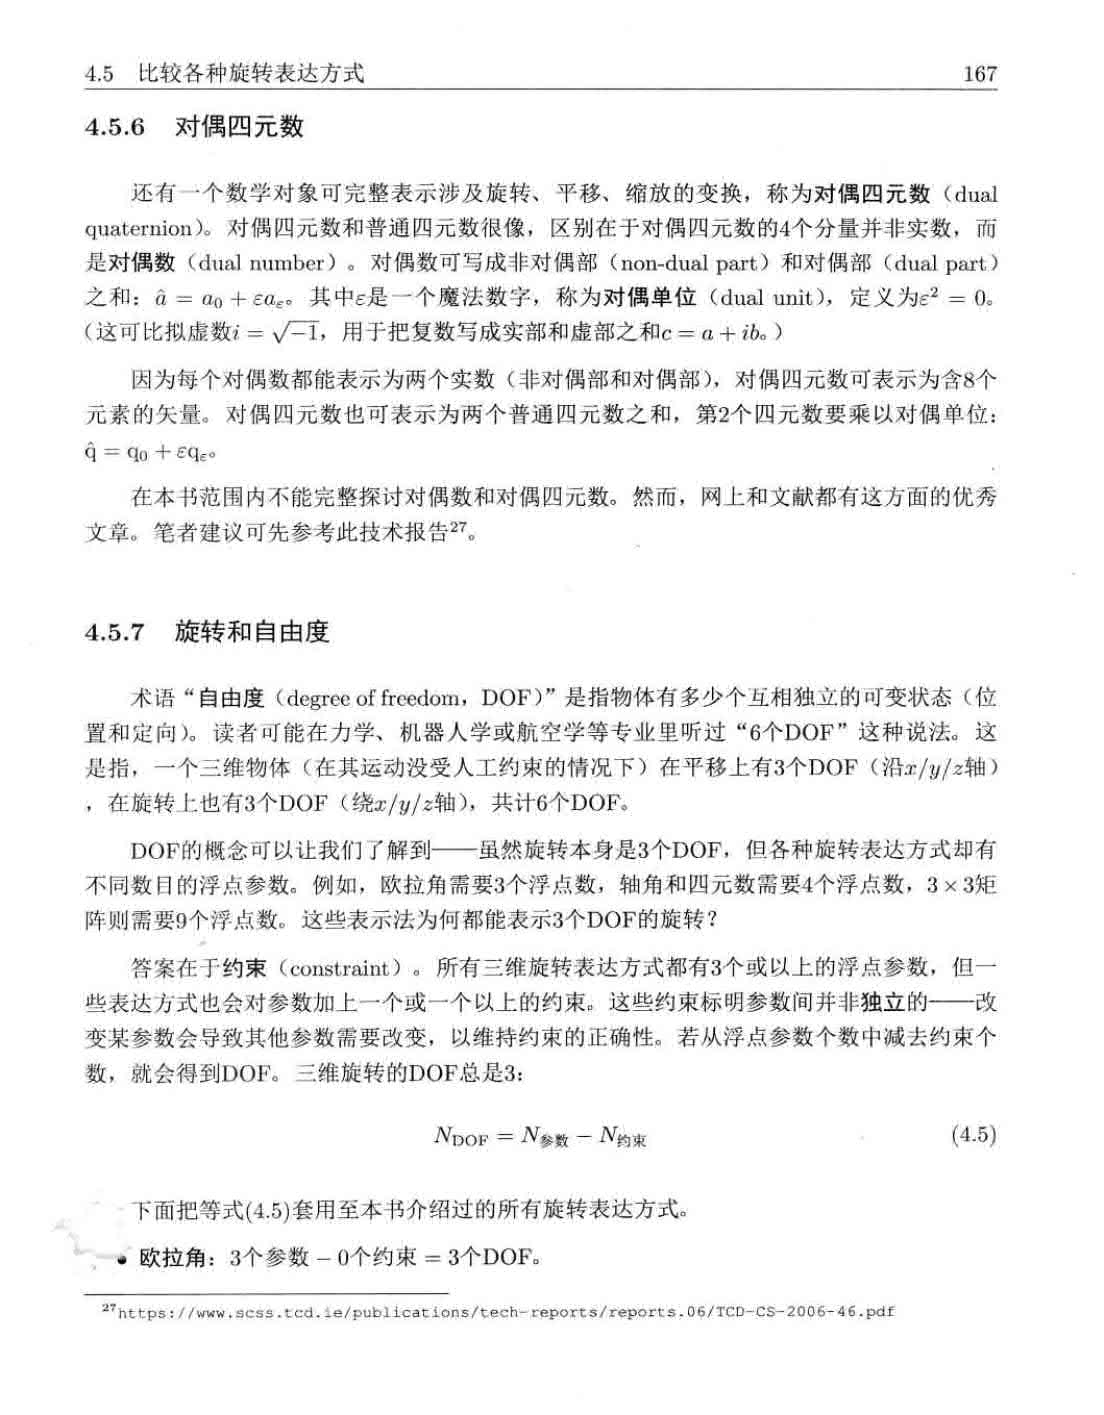 4.5 比较各种旋转表达方式 167
4.5.6 对偶四元数
还有一个数学对象可完整表示涉及旋转、平移、缩放的变换，称为对偶四元数（dual
quaternion）。对偶四元数和普通四元数很像，区别在于对偶四元数的4个分量并非实数，而
是对偶数（dual number）。对偶数可写成非对偶部（non-dual part）和对偶部（dual part）
之和：â = a₀ + εaε。其中ε是一个魔法数字，称为对偶单位（dual unit），定义为ε² = 0。
（这可比拟虚数i = √−1，用于把复数写成实部和虚部之和c = a + ib。）
因为每个对偶数都能表示为两个实数（非对偶部和对偶部），对偶四元数可表示为含8个
元素的矢量。对偶四元数也可表示为两个普通四元数之和，第2个四元数要乘以对偶单位：
q̂ = q₀ + εqε。
在本书范围内不能完整探讨对偶数和对偶四元数。然而，网上和文献都有这方面的优秀
文章。笔者建议可先参考此技术报告²⁷。
4.5.7 旋转和自由度
术语“自由度（degree of freedom，DOF）”是指物体有多少个互相独立的可变状态（位
置和定向）。读者可能在力学、机器人学或航空学等专业里听过“6个DOF”这种说法。这
是指，一个三维物体（在其运动没受人工约束的情况下）在平移上有3个DOF（沿x/y/z轴）
，在旋转上也有3个DOF（绕x/y/z轴），共计6个DOF。
DOF的概念可以让我们了解到——虽然旋转本身是3个DOF，但各种旋转表达方式却有
不同数目的浮点参数。例如，欧拉角需要3个浮点数，轴角和四元数需要4个浮点数，3 × 3矩
阵则需要9个浮点数。这些表示法为何都能表示3个DOF的旋转？
答案在于约束（constraint）。所有三维旋转表达方式都有3个或以上的浮点参数，但一
些表达方式也会对参数加上一个或一个以上的约束。这些约束标明参数间并非独立的——改
变某参数会导致其他参数需要改变，以维持约束的正确性。若从浮点参数个数中减去约束个
数，就会得到DOF。三维旋转的DOF总是3：
N_DOF = N_参数 − N_约束 (4.5)
下面把等式(4.5)套用至本书介绍过的所有旋转表达方式。
• 欧拉角：3个参数 − 0个约束 = 3个DOF。
²⁷https://www.scss.tcd.ie/publications/tech-reports/reports.06/TCD-CS-2006-46.pdf